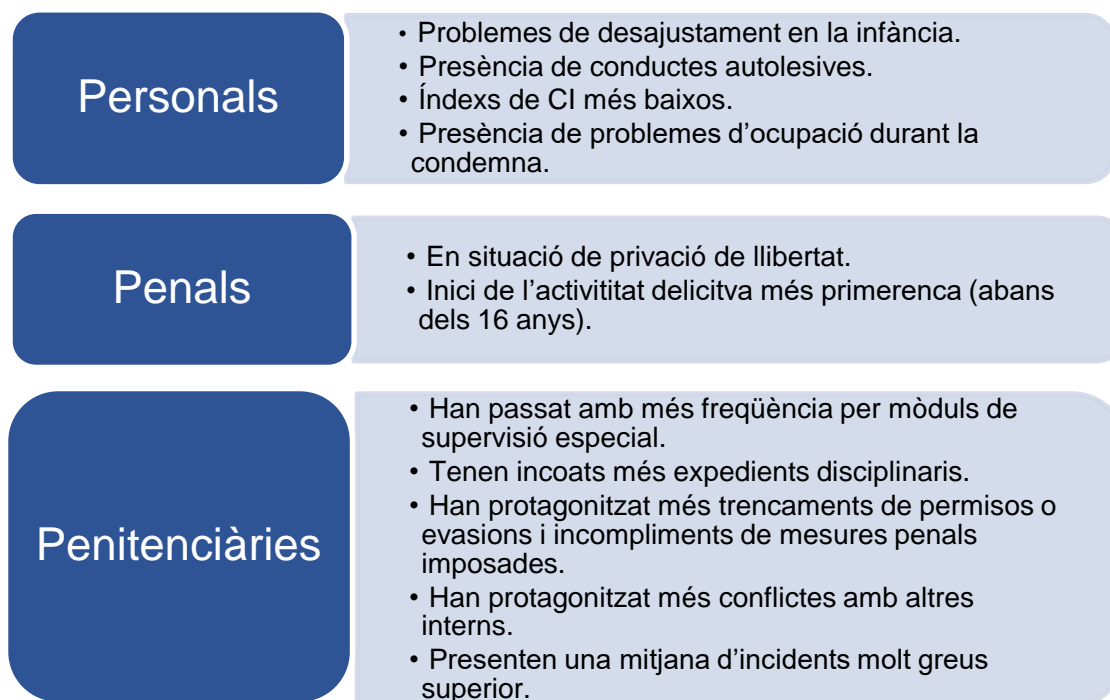 Personals
• Problemes de desajustament en la infància.
• Presència de conductes autolesives.
• Índexs de CI més baixos.
• Presència de problemes d'ocupació durant la
condemna.
Penals
• En situació de privació de llibertat.
• Inici de l'activititat delicitva més primerenca (abans
dels 16 anys).
Penitenciàries
• Han passat amb més freqüència per mòduls de
supervisió especial.
• Tenen incoats més expedients disciplinaris.
• Han protagonitzat més trencaments de permisos o
evasions i incompliments de mesures penals
imposades.
• Han protagonitzat més conflictes amb altres
interns.
• Presenten una mitjana d'incidents molt greus
superior.